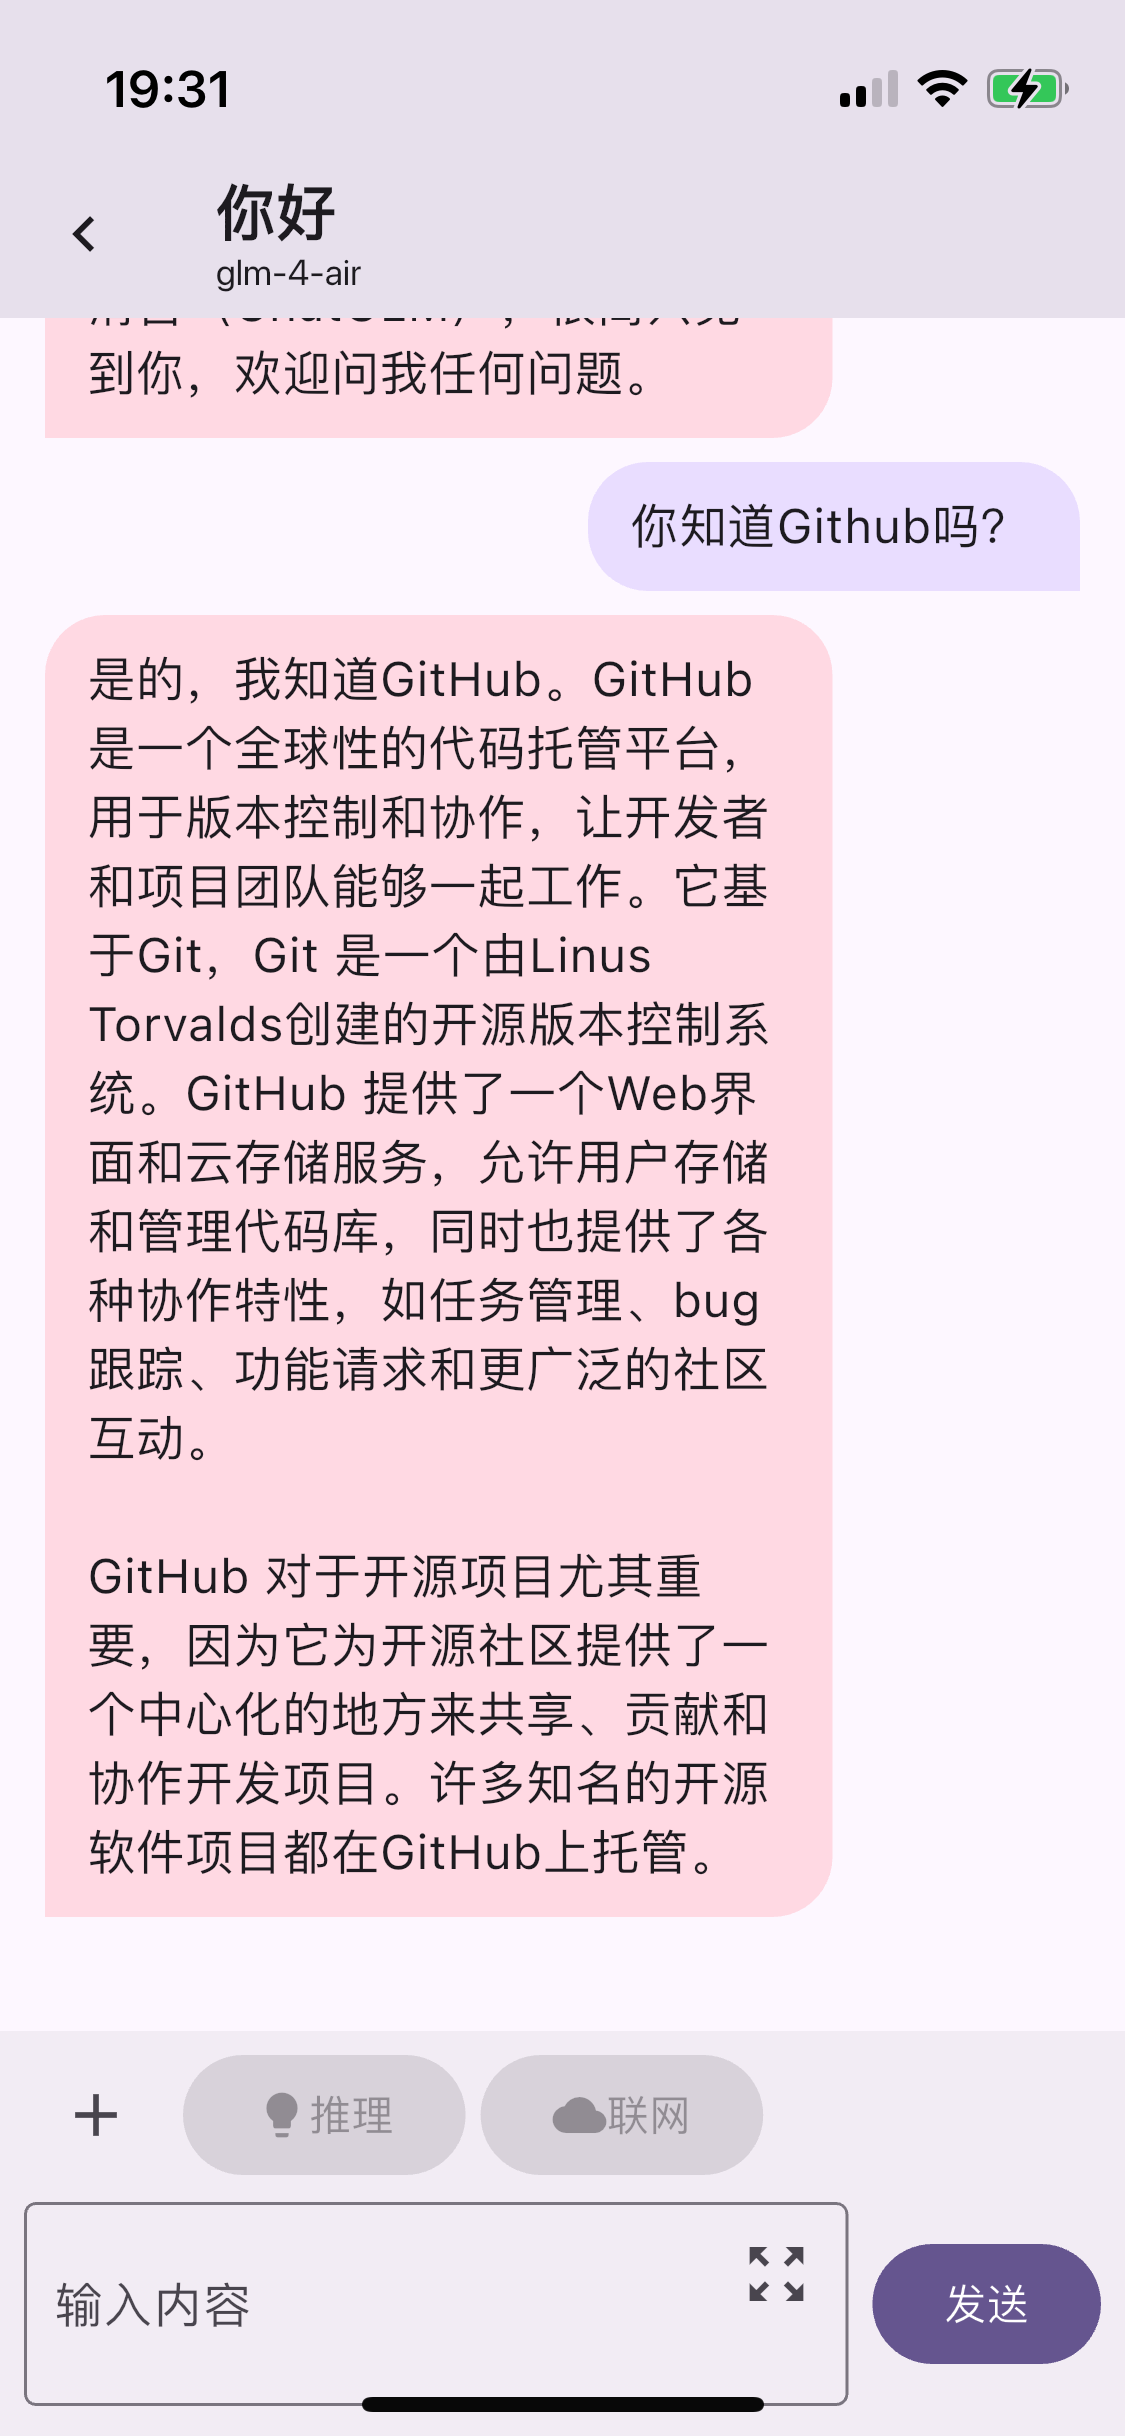 19:31
你好
glm-4-air
到你，欢迎问我任何问题。
你知道Github吗?
是的，我知道GitHub。GitHub
是一个全球性的代码托管平台，
用于版本控制和协作，让开发者
和项目团队能够一起工作。它基
于Git，Git 是一个由Linus
Torvalds创建的开源版本控制系
统。GitHub 提供了一个Web界
面和云存储服务，允许用户存储
和管理代码库，同时也提供了各
种协作特性，如任务管理、bug
跟踪、功能请求和更广泛的社区
互动。
GitHub 对于开源项目尤其重
要，因为它为开源社区提供了一
个中心化的地方来共享、贡献和
协作开发项目。许多知名的开源
软件项目都在GitHub上托管。
推理
联网
输入内容
发送